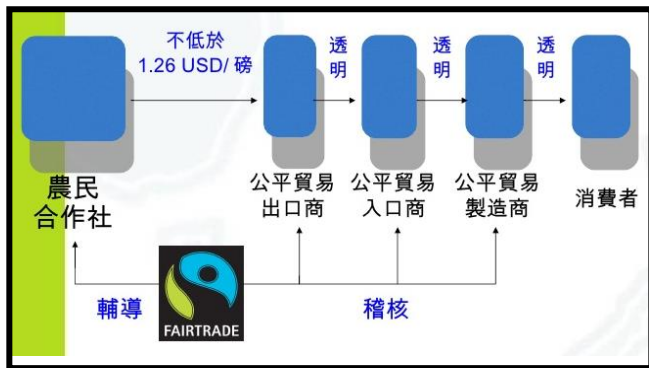 不低於
1.26 USD/ 磅
透
明
透
明
透
明
農民
合作社
公平貿易
出口商
公平貿易
入口商
公平貿易
製造商
消費者
輔導
FAIRTRADE
稽核